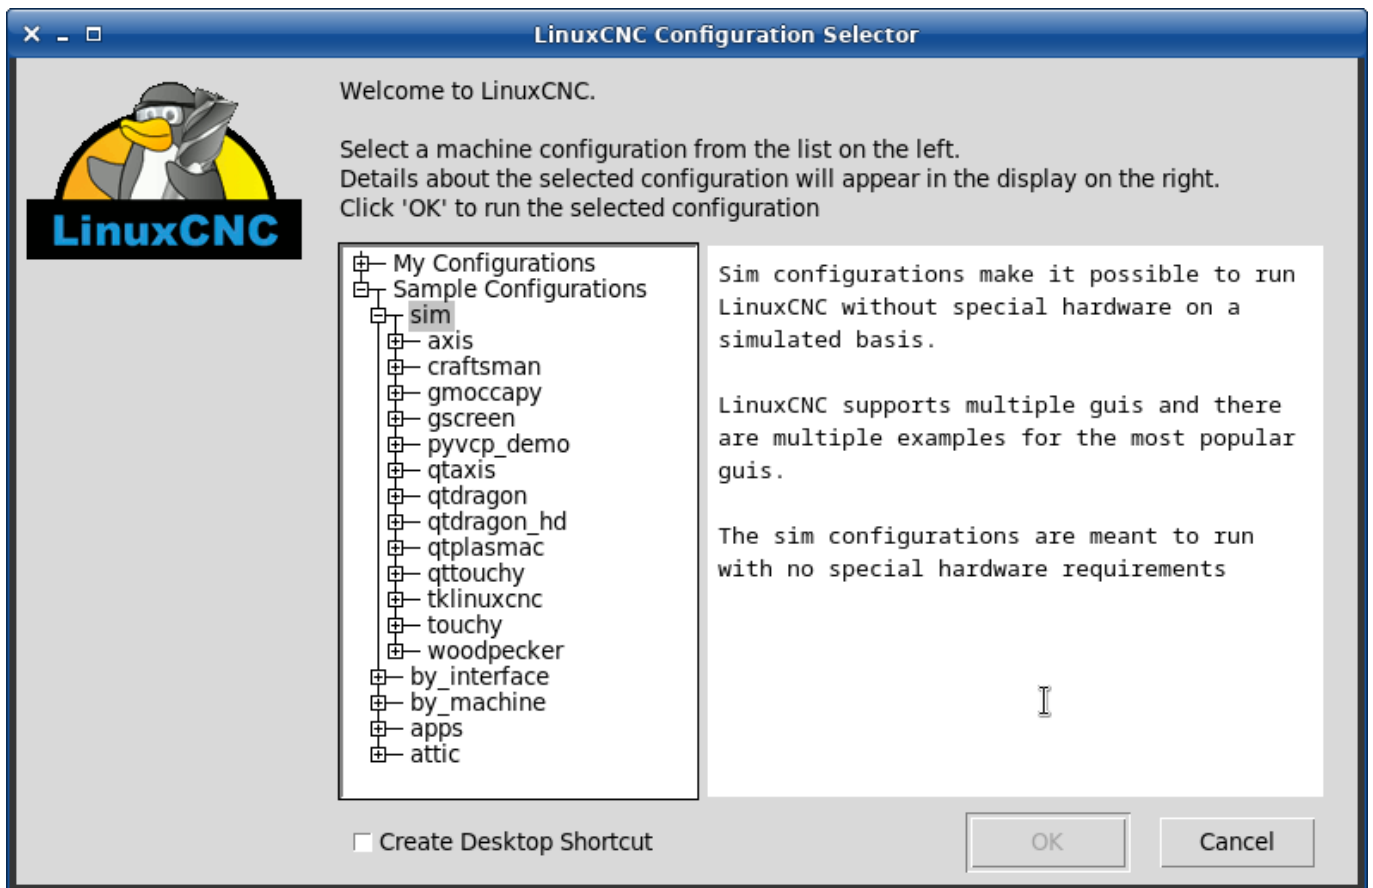 LinuxCNC Configuration Selector
LinuxCNC
Welcome to LinuxCNC.
Select a machine configuration from the list on the left.
Details about the selected configuration will appear in the display on the right.
Click 'OK' to run the selected configuration
My Configurations
Sample Configurations
sim
axis
craftsman
gmoccapy
gscreen
pyvcp_demo
qtaxis
qtdragon
qtdragon_hd
qtplasmac
qttouchy
tklinuxcnc
touchy
woodpecker
by_interface
by_machine
apps
attic
Sim configurations make it possible to run
LinuxCNC without special hardware on a
simulated basis.
LinuxCNC supports multiple guis and there
are multiple examples for the most popular
guis.
The sim configurations are meant to run
with no special hardware requirements
Create Desktop Shortcut
OK
Cancel